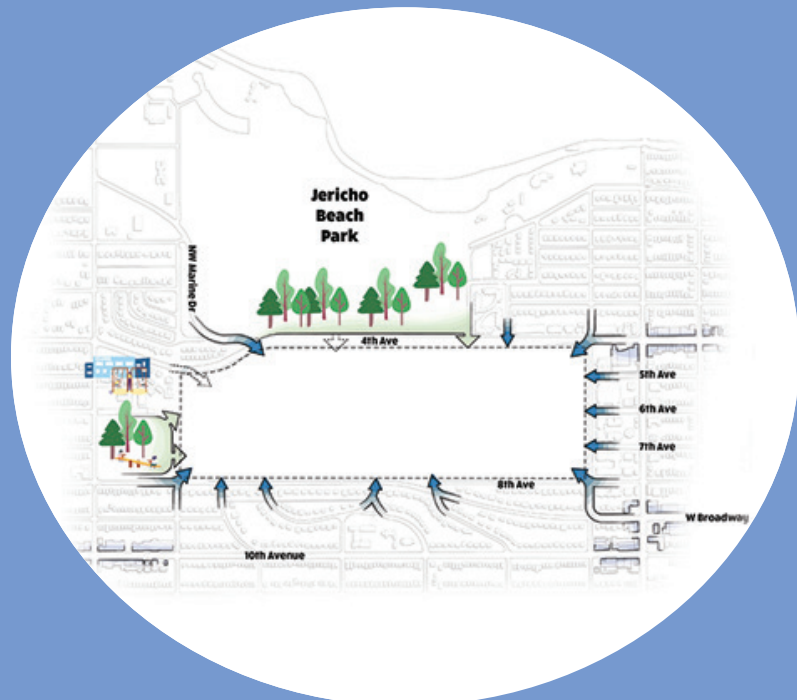 Jericho
Beach
Park
NW Marine Dr
4th Ave
5th Ave
6th Ave
7th Ave
8th Ave
W Broadway
10th Avenue